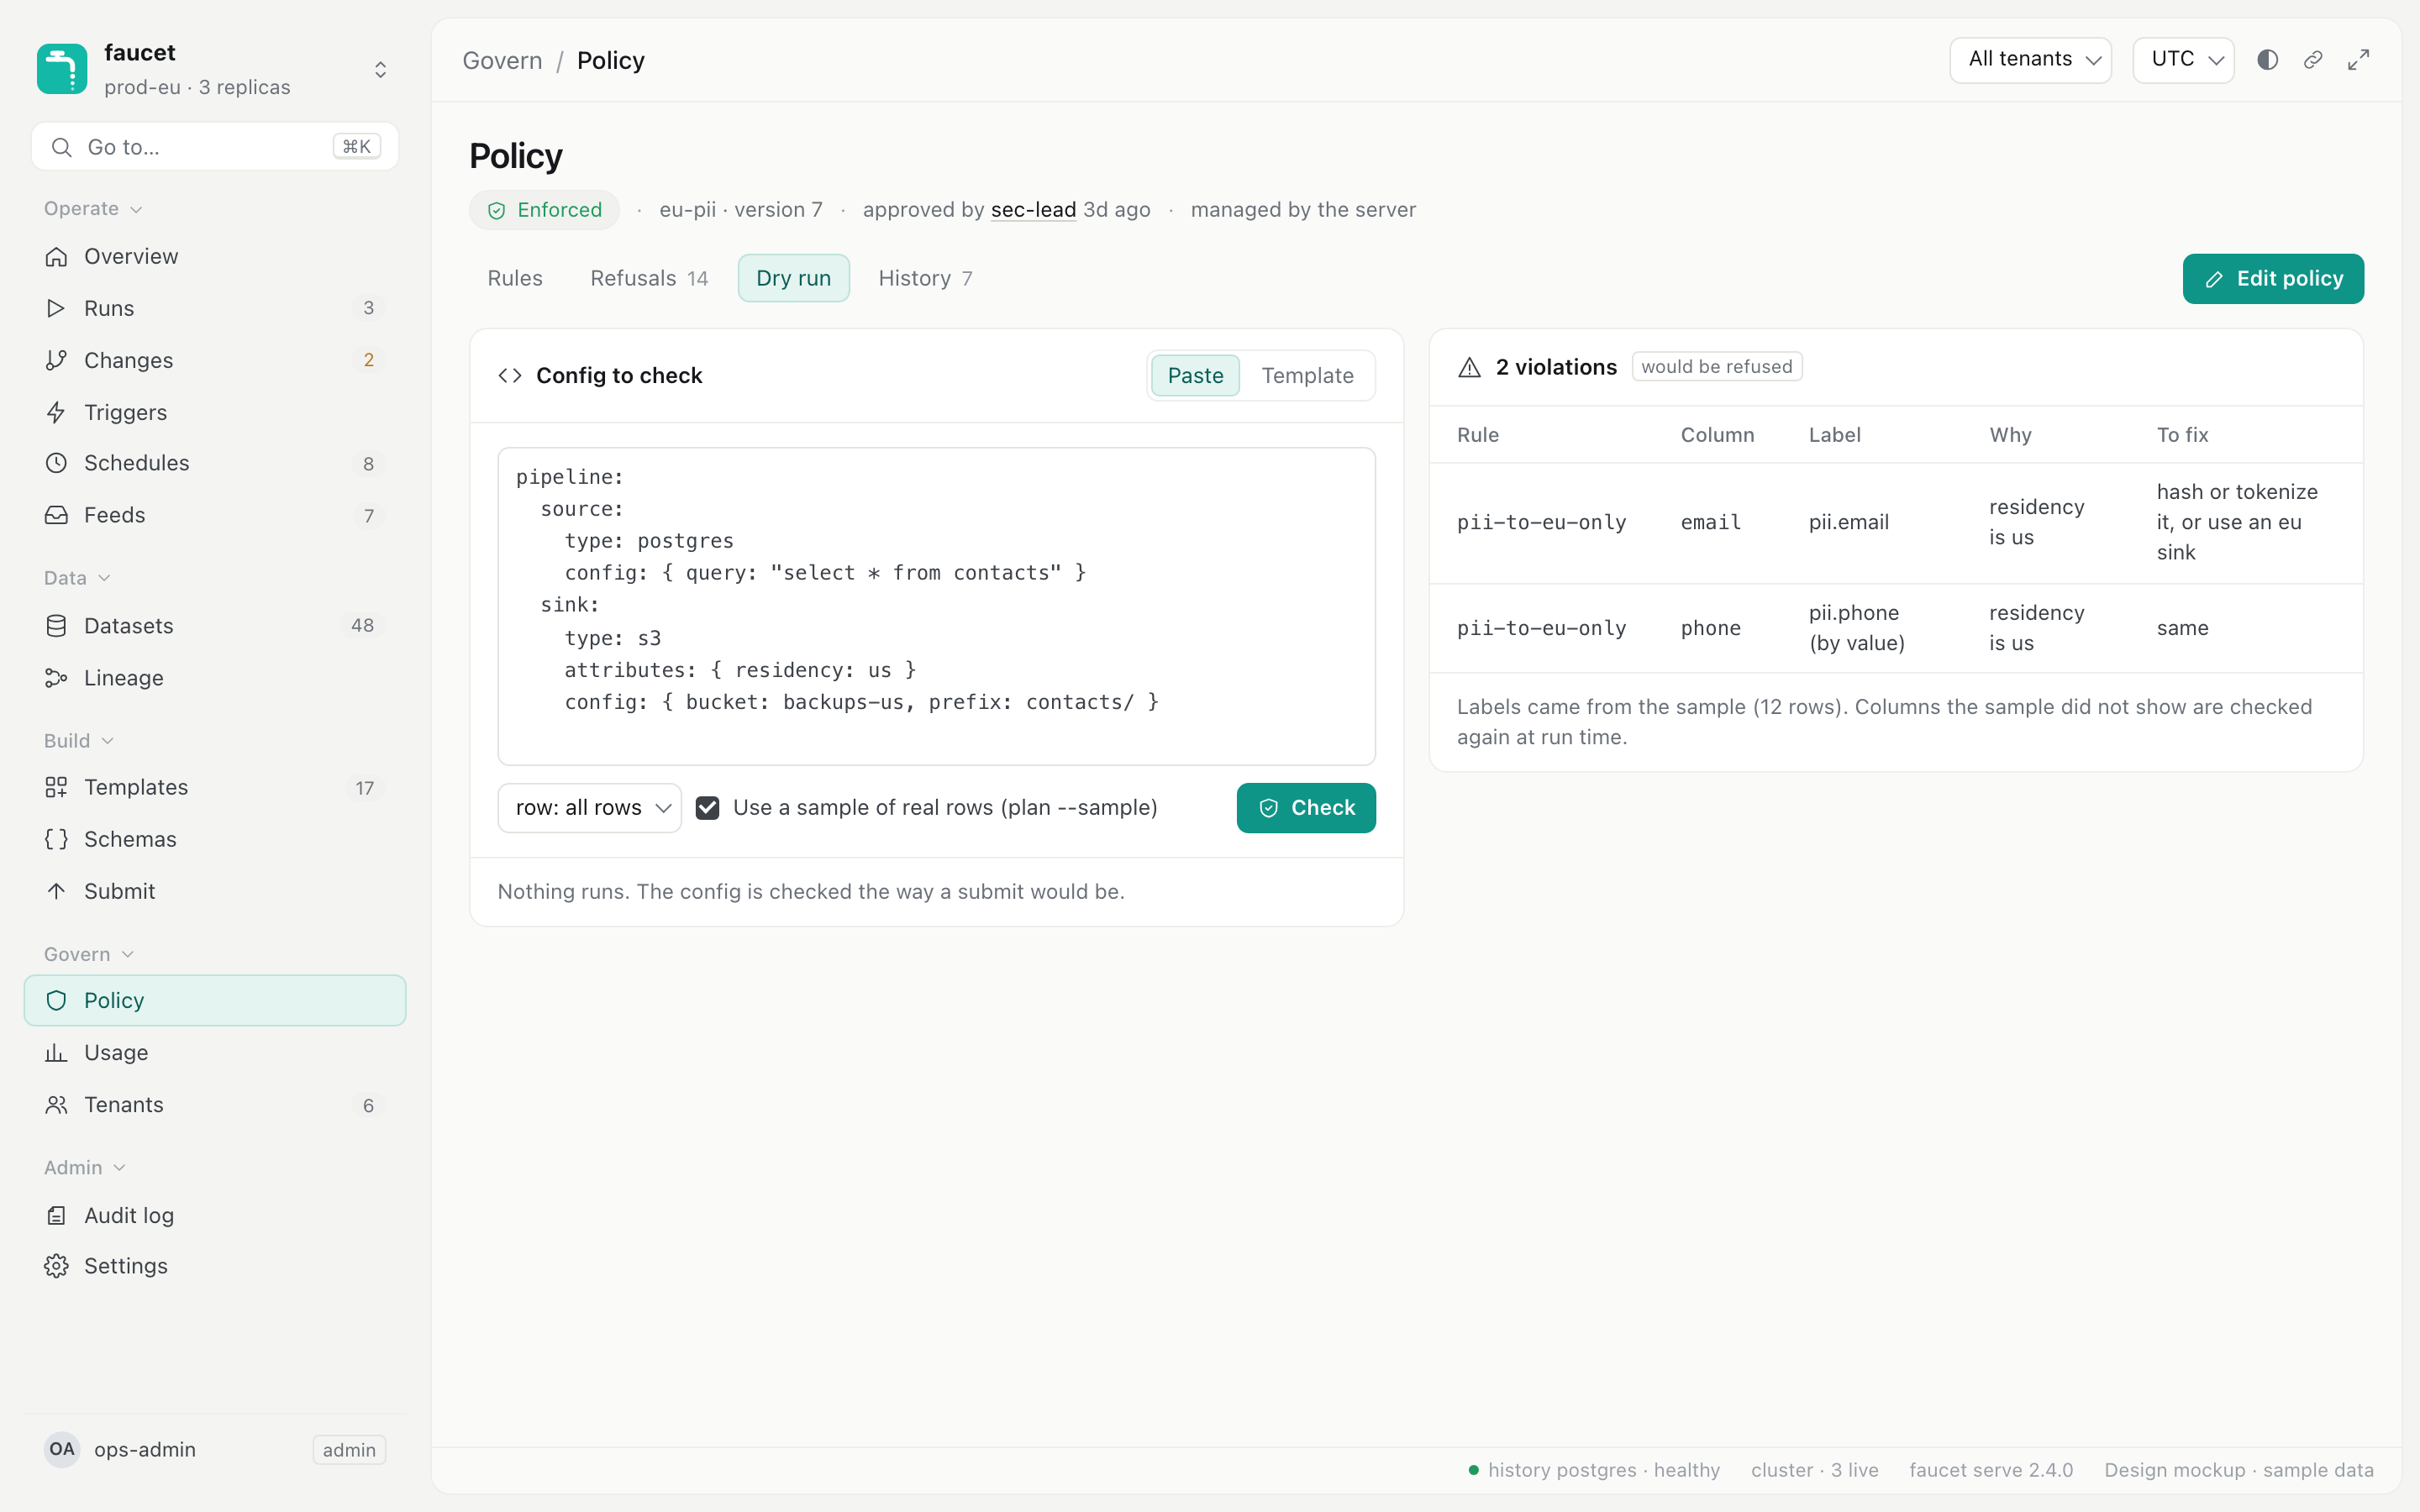 faucet
prod-eu · 3 replicas
Go to...
⌘K
Operate
Overview
Runs 3
Changes 2
Triggers
Schedules 8
Feeds 7
Data
Datasets 48
Lineage
Build
Templates 17
Schemas
Submit
Govern
Policy
Usage
Tenants 6
Admin
Audit log
Settings
OA ops-admin admin
Govern / Policy
All tenants
UTC
Policy
Enforced · eu-pii · version 7 · approved by sec-lead 3d ago · managed by the server
Rules
Refusals 14
Dry run
History 7
Edit policy
Config to check
Paste
Template
pipeline:
  source:
    type: postgres
    config: { query: "select * from contacts" }
  sink:
    type: s3
    attributes: { residency: us }
    config: { bucket: backups-us, prefix: contacts/ }
row: all rows
Use a sample of real rows (plan --sample)
Check
Nothing runs. The config is checked the way a submit would be.
2 violations would be refused
Rule Column Label Why To fix
pii-to-eu-only email pii.email residency is us hash or tokenize it, or use an eu sink
pii-to-eu-only phone pii.phone (by value) residency is us same
Labels came from the sample (12 rows). Columns the sample did not show are checked
again at run time.
history postgres · healthy
cluster · 3 live
faucet serve 2.4.0
Design mockup · sample data